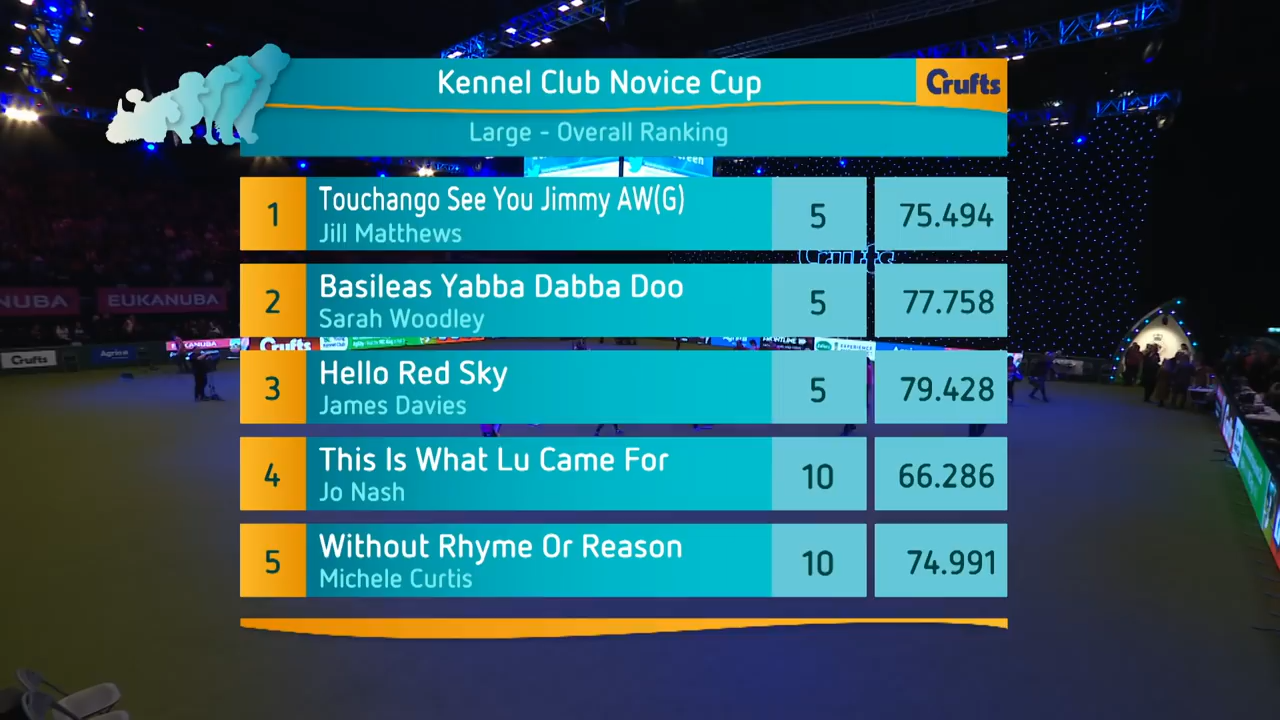 Kennel Club Novice Cup
Crufts
Large - Overall Ranking
1
Touchango See You Jimmy AW(G)
Jill Matthews
5
75.494
2
Basileas Yabba Dabba Doo
Sarah Woodley
5
77.758
3
Hello Red Sky
James Davies
5
79.428
4
This Is What Lu Came For
Jo Nash
10
66.286
5
Without Rhyme Or Reason
Michele Curtis
10
74.991
EUKANUBA
Crufts
Agria
Crufts